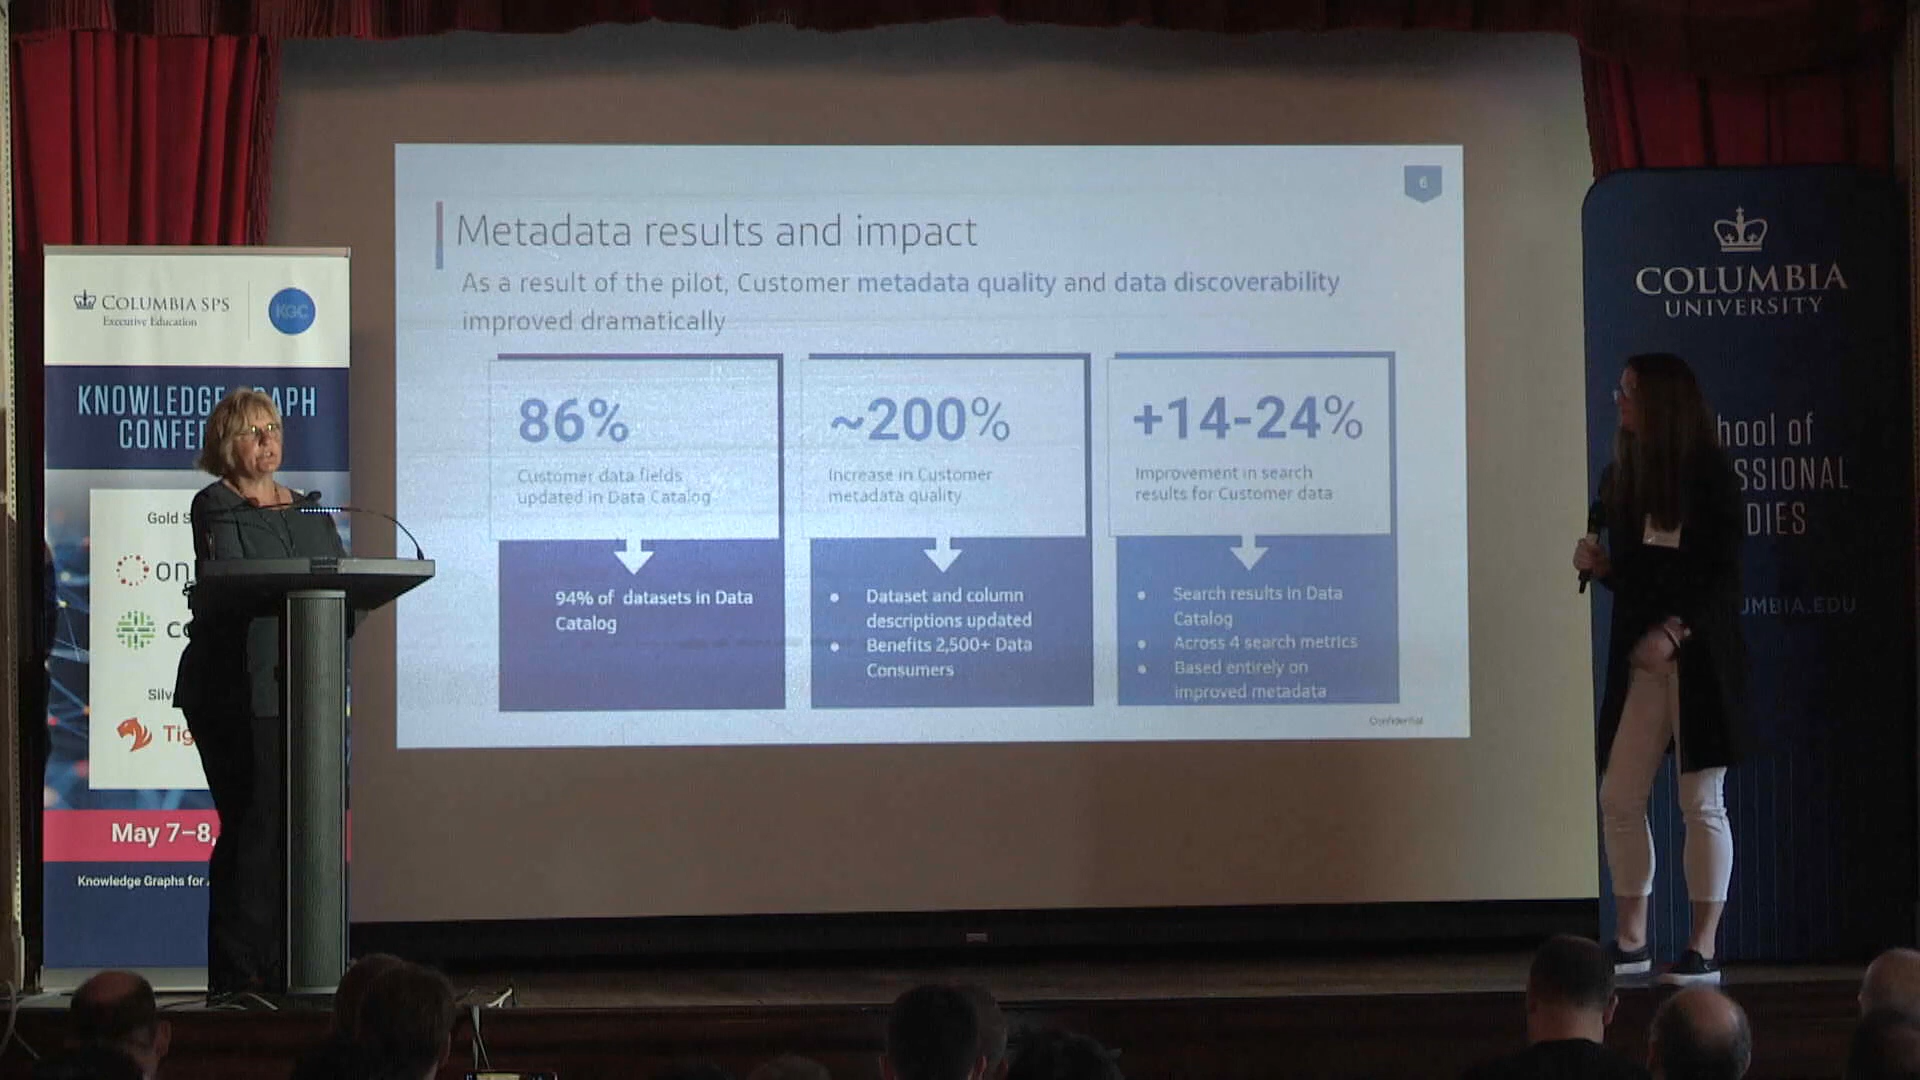 COLUMBIA SPS
Executive Education
KGC
KNOWLEDGE APH
CONFE
Gold S
on
Silv
Tig
May 7–8,
Knowledge Graphs for
6
Metadata results and impact
As a result of the pilot, Customer metadata quality and data discoverability
improved dramatically
86%
Customer data fields
updated in Data Catalog
94% of datasets in Data
Catalog
~200%
Increase in Customer
metadata quality
• Dataset and column
descriptions updated
• Benefits 2,500+ Data
Consumers
+14-24%
Improvement in search
results for Customer data
• Search results in Data
Catalog
• Across 4 search metrics
• Based entirely on
improved metadata
Confidential
COLUMBIA
UNIVERSITY
hool of
SSIONAL
DIES
UMBIA.EDU